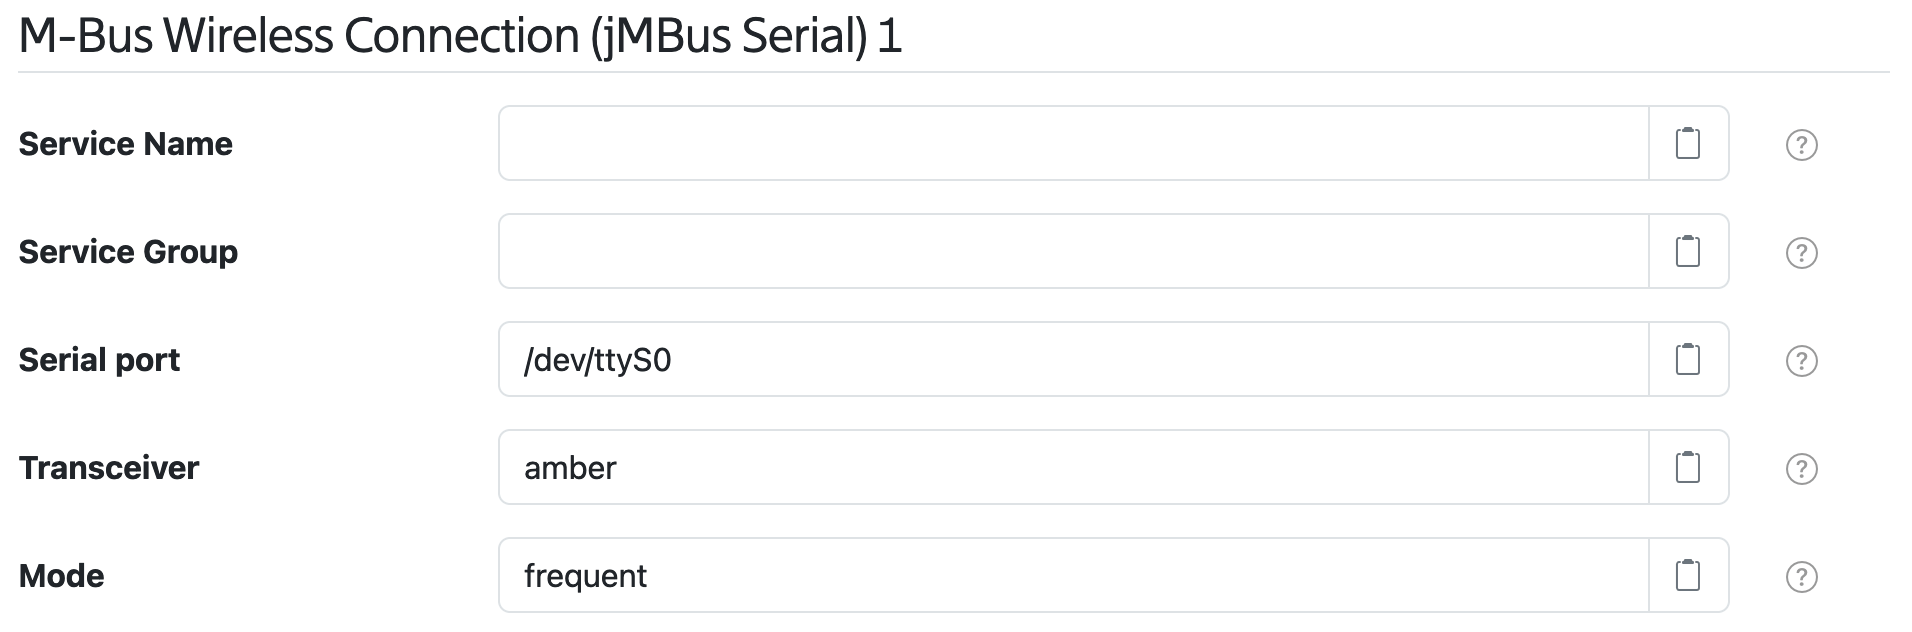 M-Bus Wireless Connection (jMBus Serial) 1
Service Name
?
Service Group
?
Serial port /dev/ttyS0
?
Transceiver amber
?
Mode frequent
?